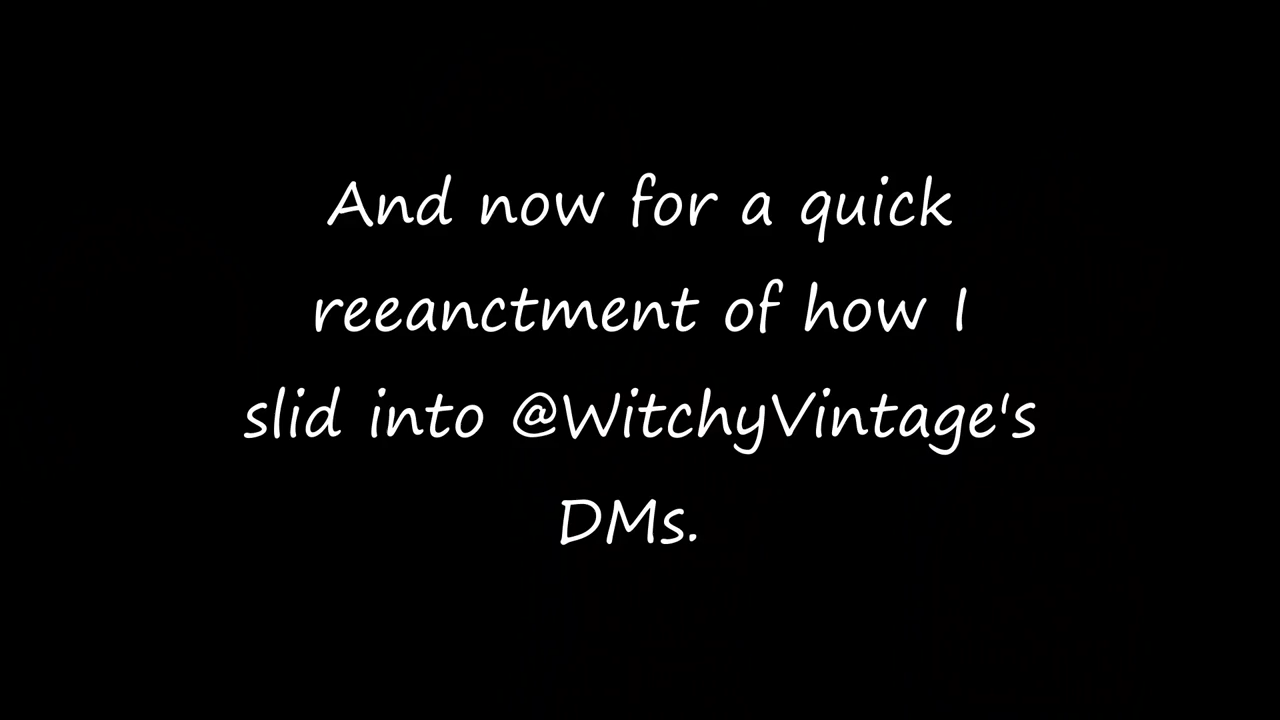 And now for a quick
reeanctment of how I
slid into @WitchyVintage's
DMs.